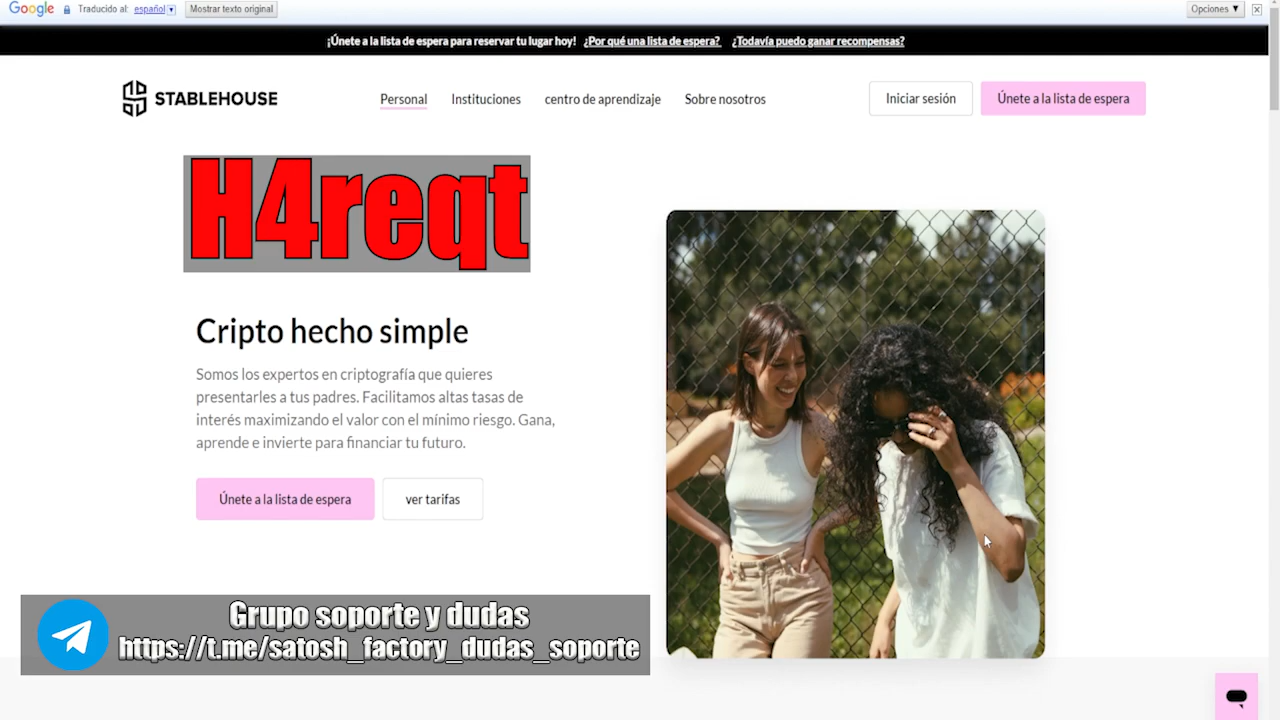 Google Traducido al: español Mostrar texto original Opciones ▼
¡Únete a la lista de espera para reservar tu lugar hoy! ¿Por qué una lista de espera? ¿Todavía puedo ganar recompensas?
STABLEHOUSE Personal Instituciones centro de aprendizaje Sobre nosotros Iniciar sesión Únete a la lista de espera
H4reqt
Cripto hecho simple
Somos los expertos en criptografía que quieres
presentarles a tus padres. Facilitamos altas tasas de
interés maximizando el valor con el mínimo riesgo. Gana,
aprende e invierte para financiar tu futuro.
Únete a la lista de espera ver tarifas
Grupo soporte y dudas
https://t.me/satosh_factory_dudas_soporte